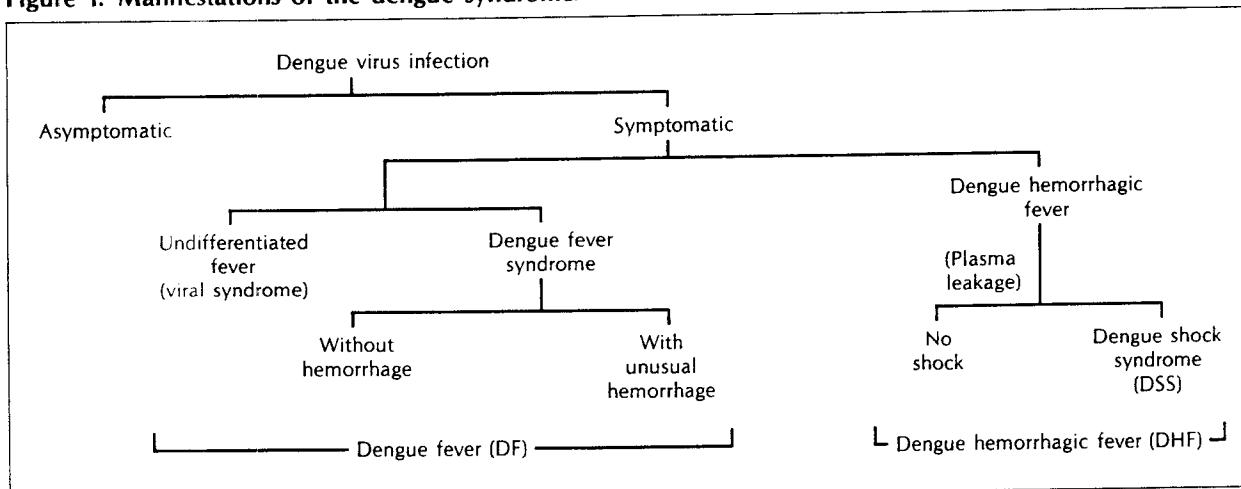 Figure 1. Manifestations of the dengue syndrome.
Dengue virus infection
Asymptomatic
Symptomatic
Undifferentiated
fever
(viral syndrome)
Dengue fever
syndrome
Dengue hemorrhagic
fever
(Plasma
leakage)
Without
hemorrhage
With
unusual
hemorrhage
No
shock
Dengue shock
syndrome
(DSS)
Dengue fever (DF)
Dengue hemorrhagic fever (DHF)